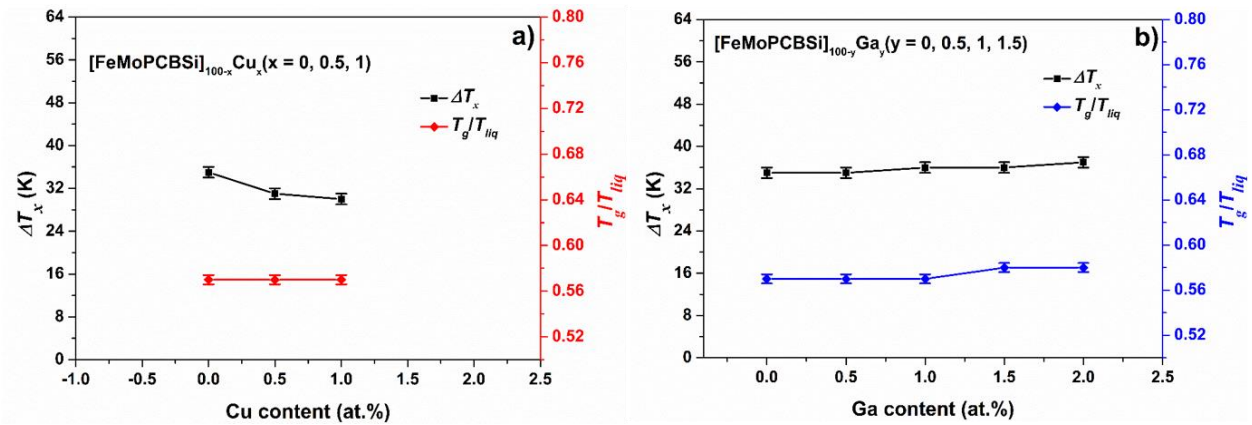 a)
[FeMoPCBSi]100-xCux(x = 0, 0.5, 1)
ΔTx
Tg/Tliq
64
56
48
40
32
24
16
8
0
ΔTx (K)
0.80
0.76
0.72
0.68
0.64
0.60
0.56
0.52
Tg/Tliq
-1.0 -0.5 0.0 0.5 1.0 1.5 2.0 2.5
Cu content (at.%)
b)
[FeMoPCBSi]100-yGay(y = 0, 0.5, 1, 1.5)
ΔTx
Tg/Tliq
64
56
48
40
32
24
16
8
0
ΔTx (K)
0.80
0.76
0.72
0.68
0.64
0.60
0.56
0.52
Tg/Tliq
0.0 0.5 1.0 1.5 2.0 2.5
Ga content (at.%)